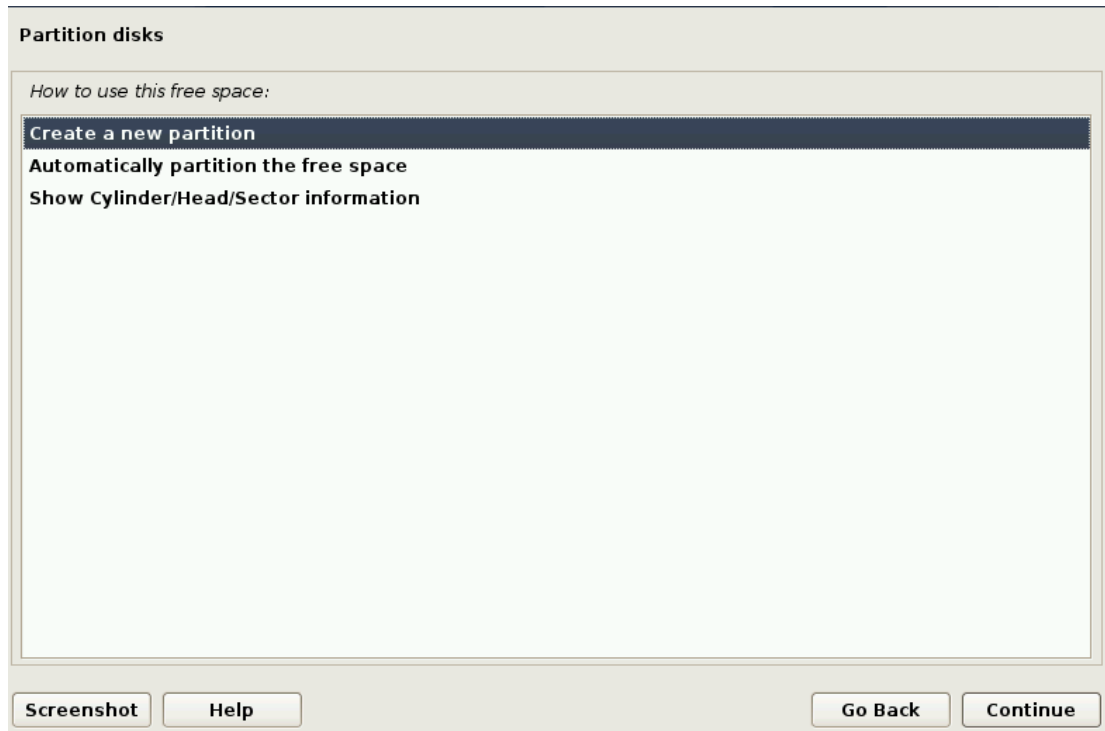 Partition disks
How to use this free space:
Create a new partition
Automatically partition the free space
Show Cylinder/Head/Sector information
Screenshot Help Go Back Continue